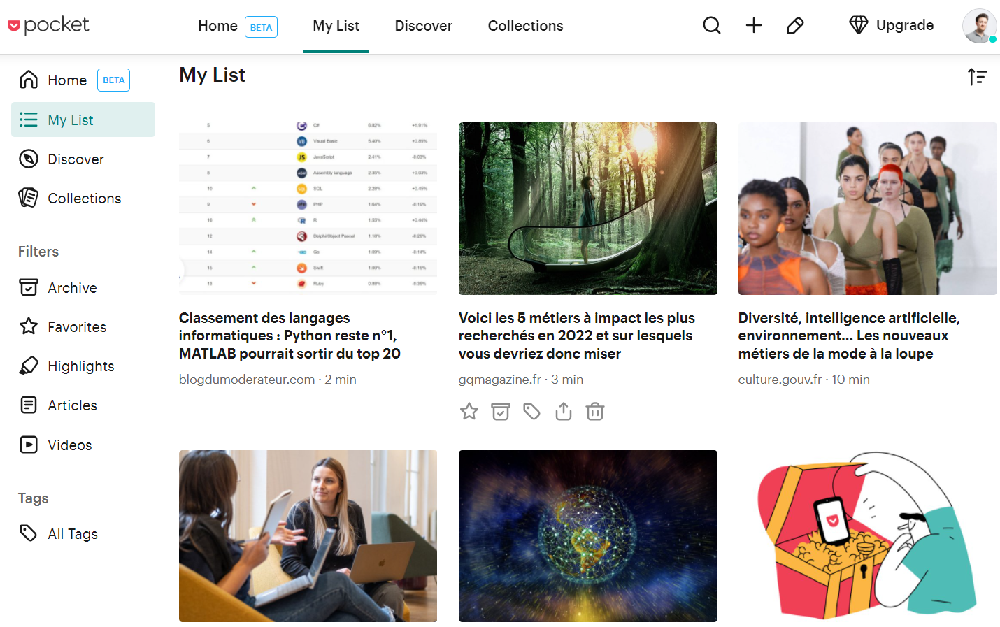 pocket
Home BETA
My List
Discover
Collections
Upgrade
Home BETA
My List
Discover
Collections
Filters
Archive
Favorites
Highlights
Articles
Videos
Tags
All Tags
My List
5 C# 6.82% +1.91%
6 VB Visual Basic 5.40% +0.85%
7 JS JavaScript 2.41% -0.03%
8 ASM Assembly language 2.35% +0.03%
10 SQL 2.28% +0.45%
9 php PHP 1.64% -0.19%
16 R R 1.55% +0.44%
12 Delphi/Object Pascal 1.18% -0.29%
14 Go 1.09% -0.14%
15 Swift 1.00% -0.19%
13 Ruby 0.88% -0.35%
Classement des langages
informatiques : Python reste n°1,
MATLAB pourrait sortir du top 20
blogdumoderateur.com · 2 min
Voici les 5 métiers à impact les plus
recherchés en 2022 et sur lesquels
vous devriez donc miser
gqmagazine.fr · 3 min
Diversité, intelligence artificielle,
environnement... Les nouveaux
métiers de la mode à la loupe
culture.gouv.fr · 10 min